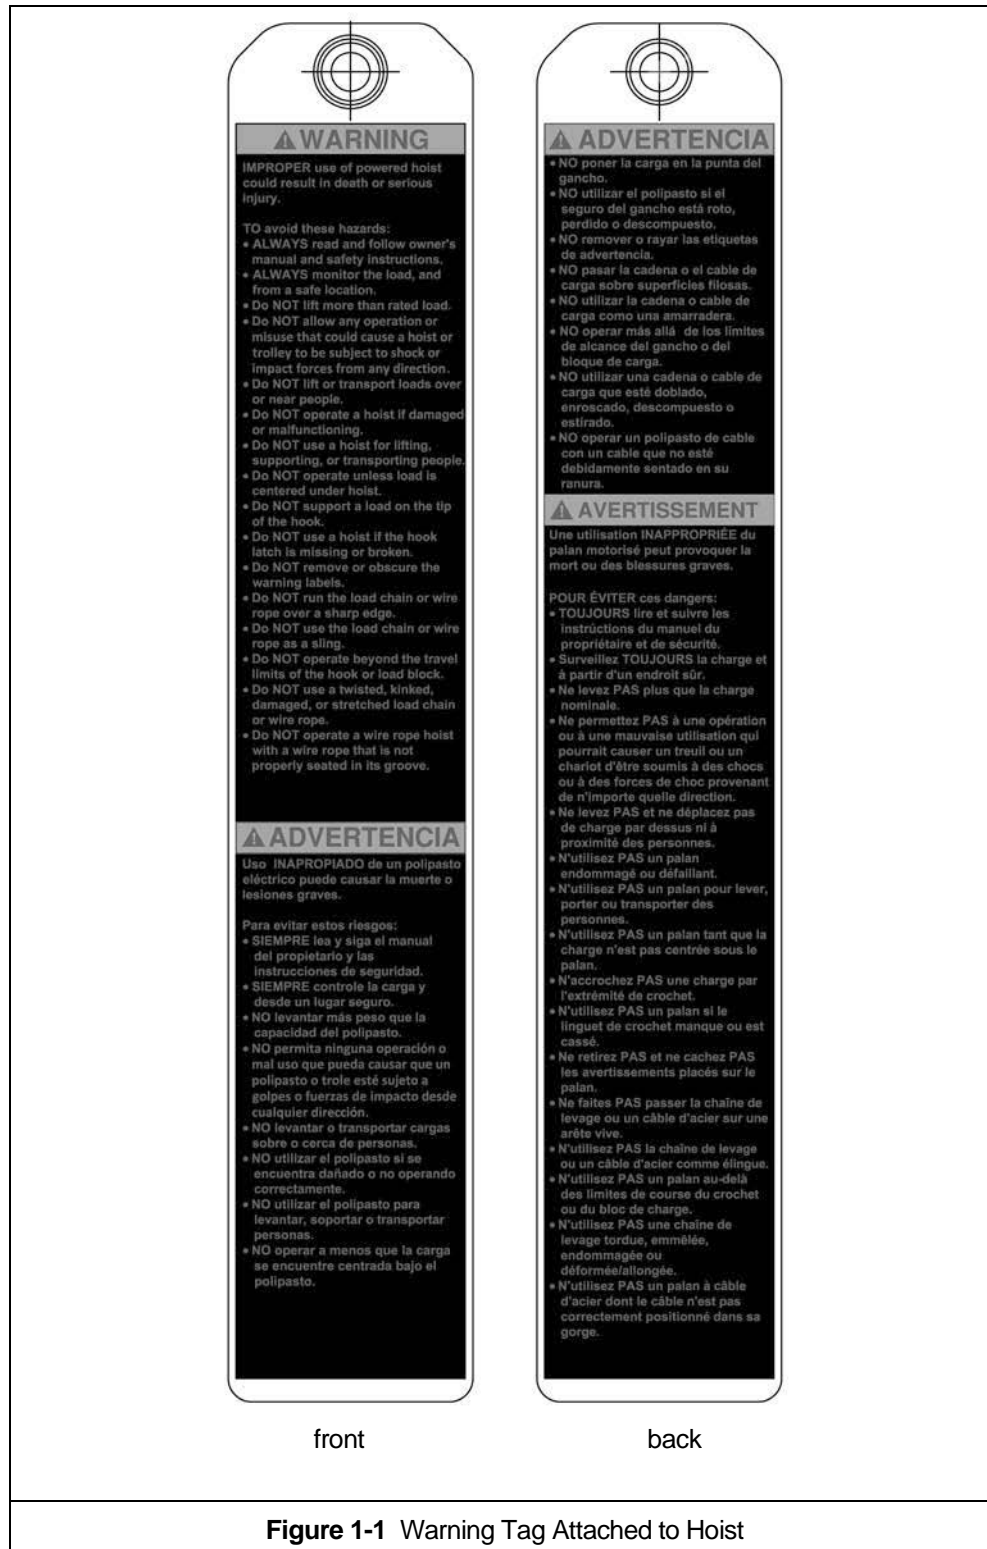 WARNING
IMPROPER use of powered hoist
could result in death or serious
injury.
TO avoid these hazards:
• ALWAYS read and follow owner's
manual and safety instructions.
• ALWAYS monitor the load, and
from a safe location.
• Do NOT lift more than rated load.
• Do NOT allow any operation or
misuse that could cause a hoist or
trolley to be subject to shock or
impact forces from any direction.
• Do NOT lift or transport loads over
or near people.
• Do NOT operate a hoist if damaged
or malfunctioning.
• Do NOT use a hoist for lifting,
supporting, or transporting people.
• Do NOT operate unless load is
centered under hoist.
• Do NOT support a load on the tip
of the hook.
• Do NOT use a hoist if the hook
latch is missing or broken.
• Do NOT remove or obscure the
warning labels.
• Do NOT run the load chain or wire
rope over a sharp edge.
• Do NOT use the load chain or wire
rope as a sling.
• Do NOT operate beyond the travel
limits of the hook or load block.
• Do NOT use a twisted, kinked,
damaged, or stretched load chain
or wire rope.
• Do NOT operate a wire rope hoist
with a wire rope that is not
properly seated in its groove.
ADVERTENCIA
Uso INAPROPIADO de un polipasto
eléctrico puede causar la muerte o
lesiones graves.
Para evitar estos riesgos:
• SIEMPRE lea y siga el manual
del propietario y las
instrucciones de seguridad.
• SIEMPRE controle la carga y
desde un lugar seguro.
• NO levantar más peso que la
capacidad del polipasto.
• NO permita ninguna operación o
mal uso que pueda causar que un
polipasto o trole esté sujeto a
golpes o fuerzas de impacto desde
cualquier dirección.
• NO levantar o transportar cargas
sobre o cerca de personas.
• NO utilizar el polipasto si se
encuentra dañado o no operando
correctamente.
• NO utilizar el polipasto para
levantar, soportar o transportar
personas.
• NO operar a menos que la carga
se encuentre centrada bajo el
polipasto.
front
ADVERTENCIA
• NO poner la carga en la punta del
gancho.
• NO utilizar el polipasto si el
seguro del gancho está roto,
perdido o descompuesto.
• NO remover o rayar las etiquetas
de advertencia.
• NO pasar la cadena o el cable de
carga sobre superficies filosas.
• NO utilizar la cadena o cable de
carga como una amarradera.
• NO operar más allá de los límites
de alcance del gancho o del
bloque de carga.
• NO utilizar una cadena o cable de
carga que esté doblado,
enroscado, descompuesto o
estirado.
• NO operar un polipasto de cable
con un cable que no esté
debidamente sentado en su
ranura.
AVERTISSEMENT
Une utilisation INAPPROPRIÉE du
palan motorisé peut provoquer la
mort ou des blessures graves.
POUR ÉVITER ces dangers:
• TOUJOURS lire et suivre les
instrúctions du manuel du
propriétaire et de sécurité.
• Surveillez TOUJOURS la charge et
à partir d'un endroit sûr.
• Ne levez PAS plus que la charge
nominale.
• Ne permettez PAS à une opération
ou à une mauvaise utilisation qui
pourrait causer un treuil ou un
chariot d'être soumis à des chocs
ou à des forces de choc provenant
de n'importe quelle direction.
• Ne levez PAS et ne déplacez pas
de charge par dessus ni à
proximité des personnes.
• N'utilisez PAS un palan
endommagé ou défaillant.
• N'utilisez PAS un palan pour lever,
porter ou transporter des
personnes.
• N'utilisez PAS un palan tant que la
charge n'est pas centrée sous le
palan.
• N'accrochez PAS une charge par
l'extrémité de crochet.
• N'utilisez PAS un palan si le
linguet de crochet manque ou est
cassé.
• Ne retirez PAS et ne cachez PAS
les avertissements placés sur le
palan.
• Ne faites PAS passer la chaîne de
levage ou un câble d'acier sur une
arête vive.
• N'utilisez PAS la chaîne de levage
ou un câble d'acier comme élingue.
• N'utilisez PAS un palan au-delà
des limites de course du crochet
ou du bloc de charge.
• N'utilisez PAS une chaîne de
levage tordue, emmêlée,
endommagée ou
déformée/allongée.
• N'utilisez PAS un palan à câble
d'acier dont le câble n'est pas
correctement positionné dans sa
gorge.
back
Figure 1-1 Warning Tag Attached to Hoist